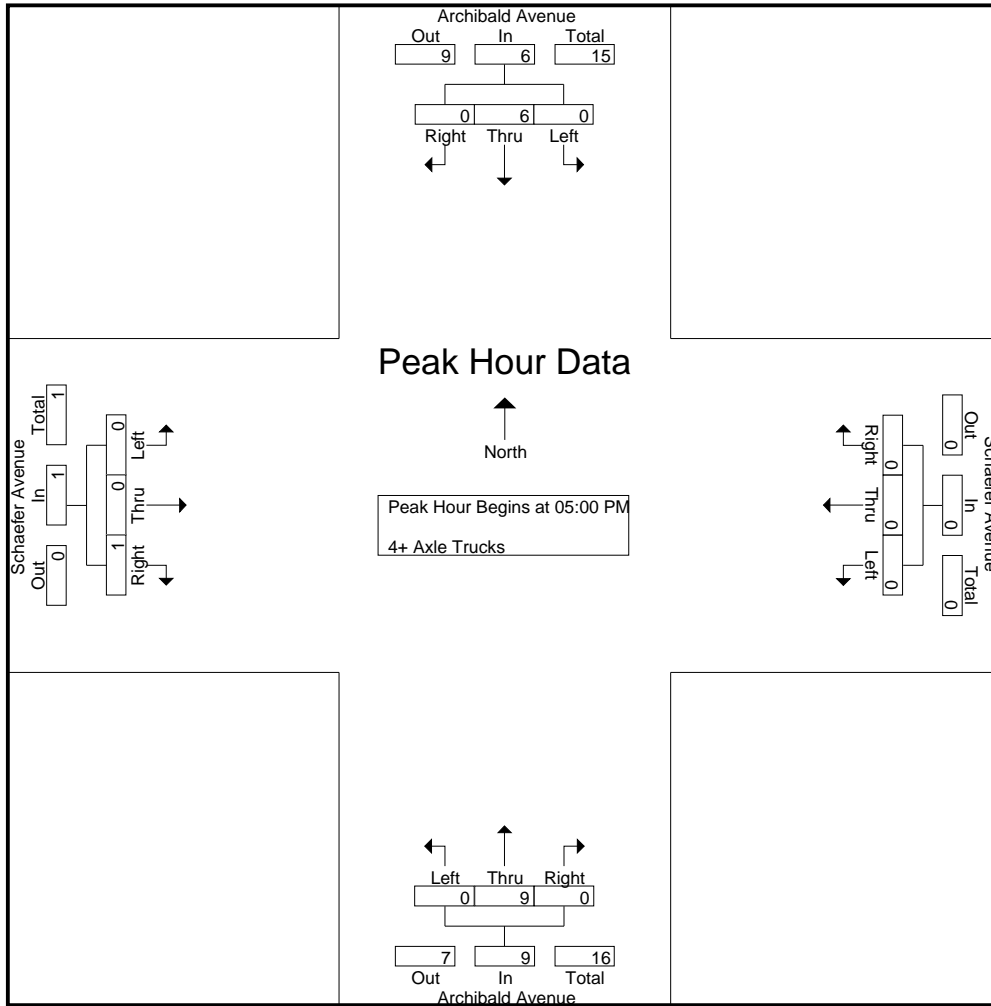 Archibald Avenue
Out In Total
9 6 15
0 6 0
Right Thru Left
Peak Hour Data
North
Peak Hour Begins at 05:00 PM
4+ Axle Trucks
Schaefer Avenue
Out In Total
0 1 1
Left Thru Right
0 0 1
Schaefer Avenue
Out In Total
0 0 0
Right Thru Left
0 0 0
Left Thru Right
0 9 0
7 9 16
Out In Total
Archibald Avenue